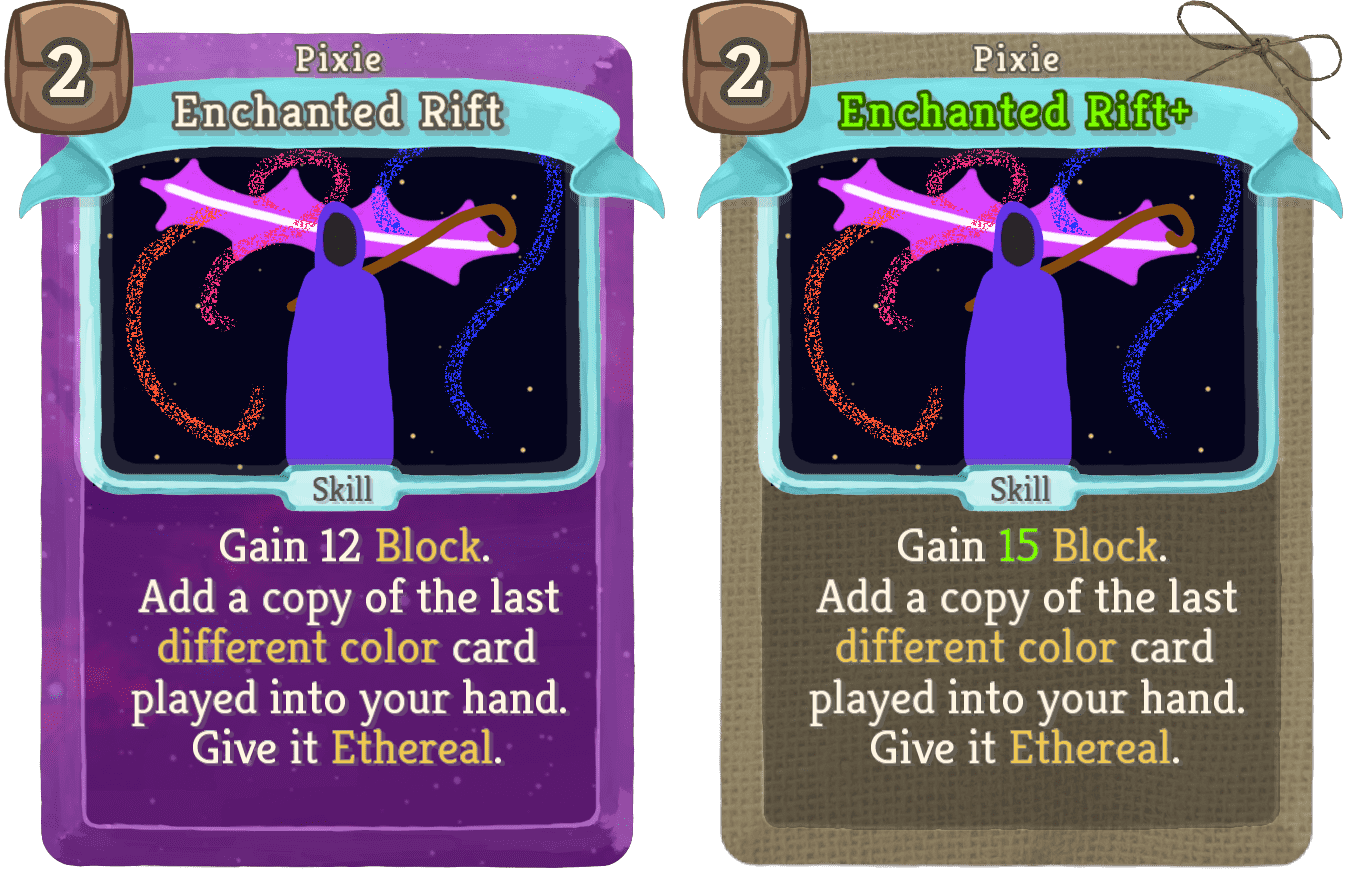 2
Pixie
Enchanted Rift
Skill
Gain 12 Block.
Add a copy of the last
different color card
played into your hand.
Give it Ethereal.
2
Pixie
Enchanted Rift+
Skill
Gain 15 Block.
Add a copy of the last
different color card
played into your hand.
Give it Ethereal.